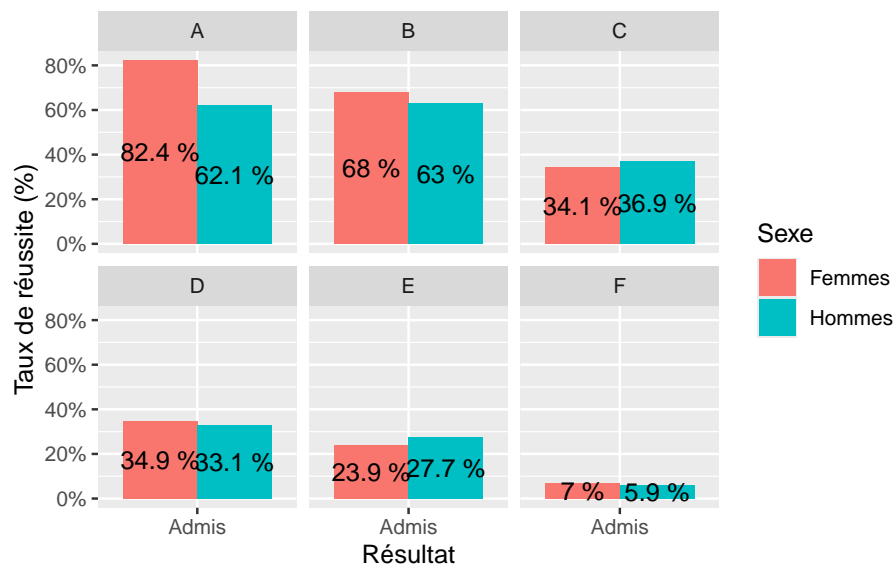 A
B
C
80%
60%
40%
20%
0%
82.4 %
62.1 %
68 %
63 %
34.1 %
36.9 %
D
E
F
80%
60%
40%
20%
0%
34.9 %
33.1 %
23.9 %
27.7 %
7 %
5.9 %
Admis
Admis
Admis
Résultat
Taux de réussite (%)
Sexe
Femmes
Hommes